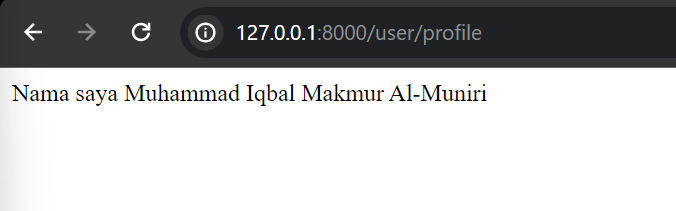 127.0.0.1:8000/user/profile
Nama saya Muhammad Iqbal Makmur Al-Muniri